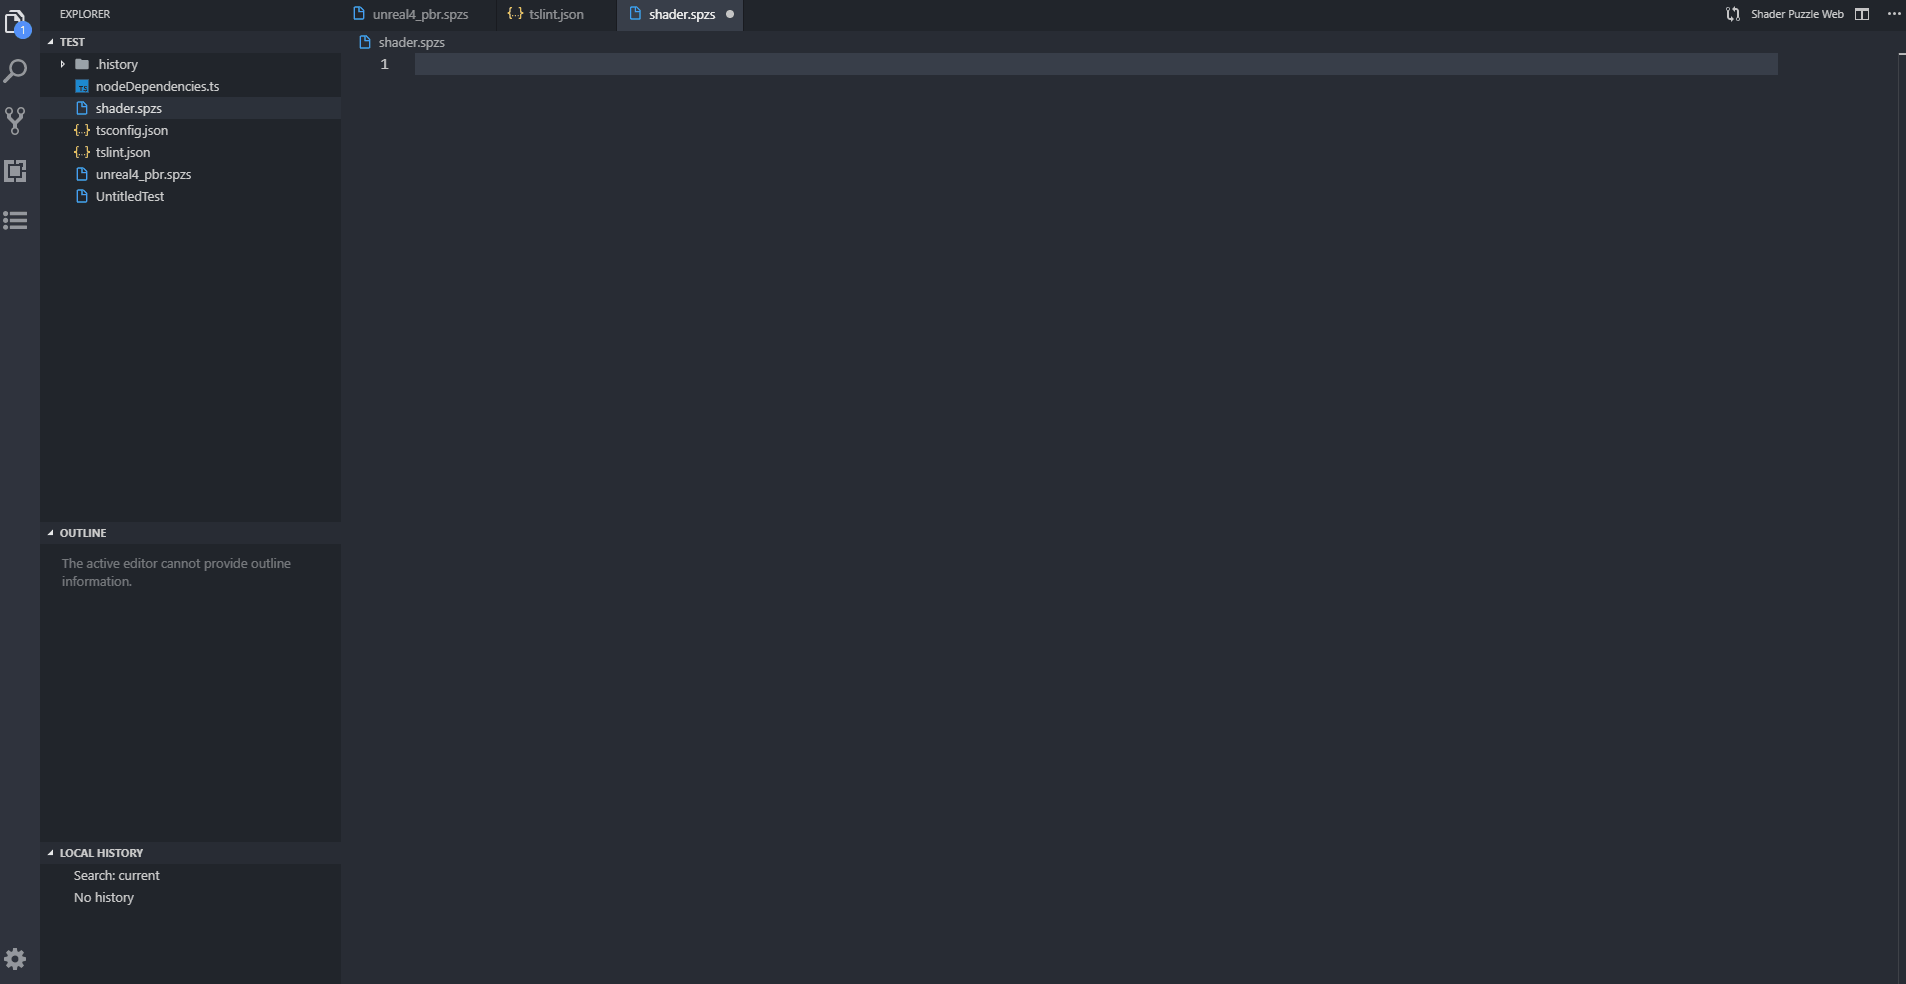 EXPLORER
unreal4_pbr.spzs
{..} tslint.json
shader.spzs
Shader Puzzle Web
1
TEST
shader.spzs
.history
1
nodeDependencies.ts
shader.spzs
{..} tsconfig.json
{..} tslint.json
unreal4_pbr.spzs
UntitledTest
OUTLINE
The active editor cannot provide outline
information.
LOCAL HISTORY
Search: current
No history